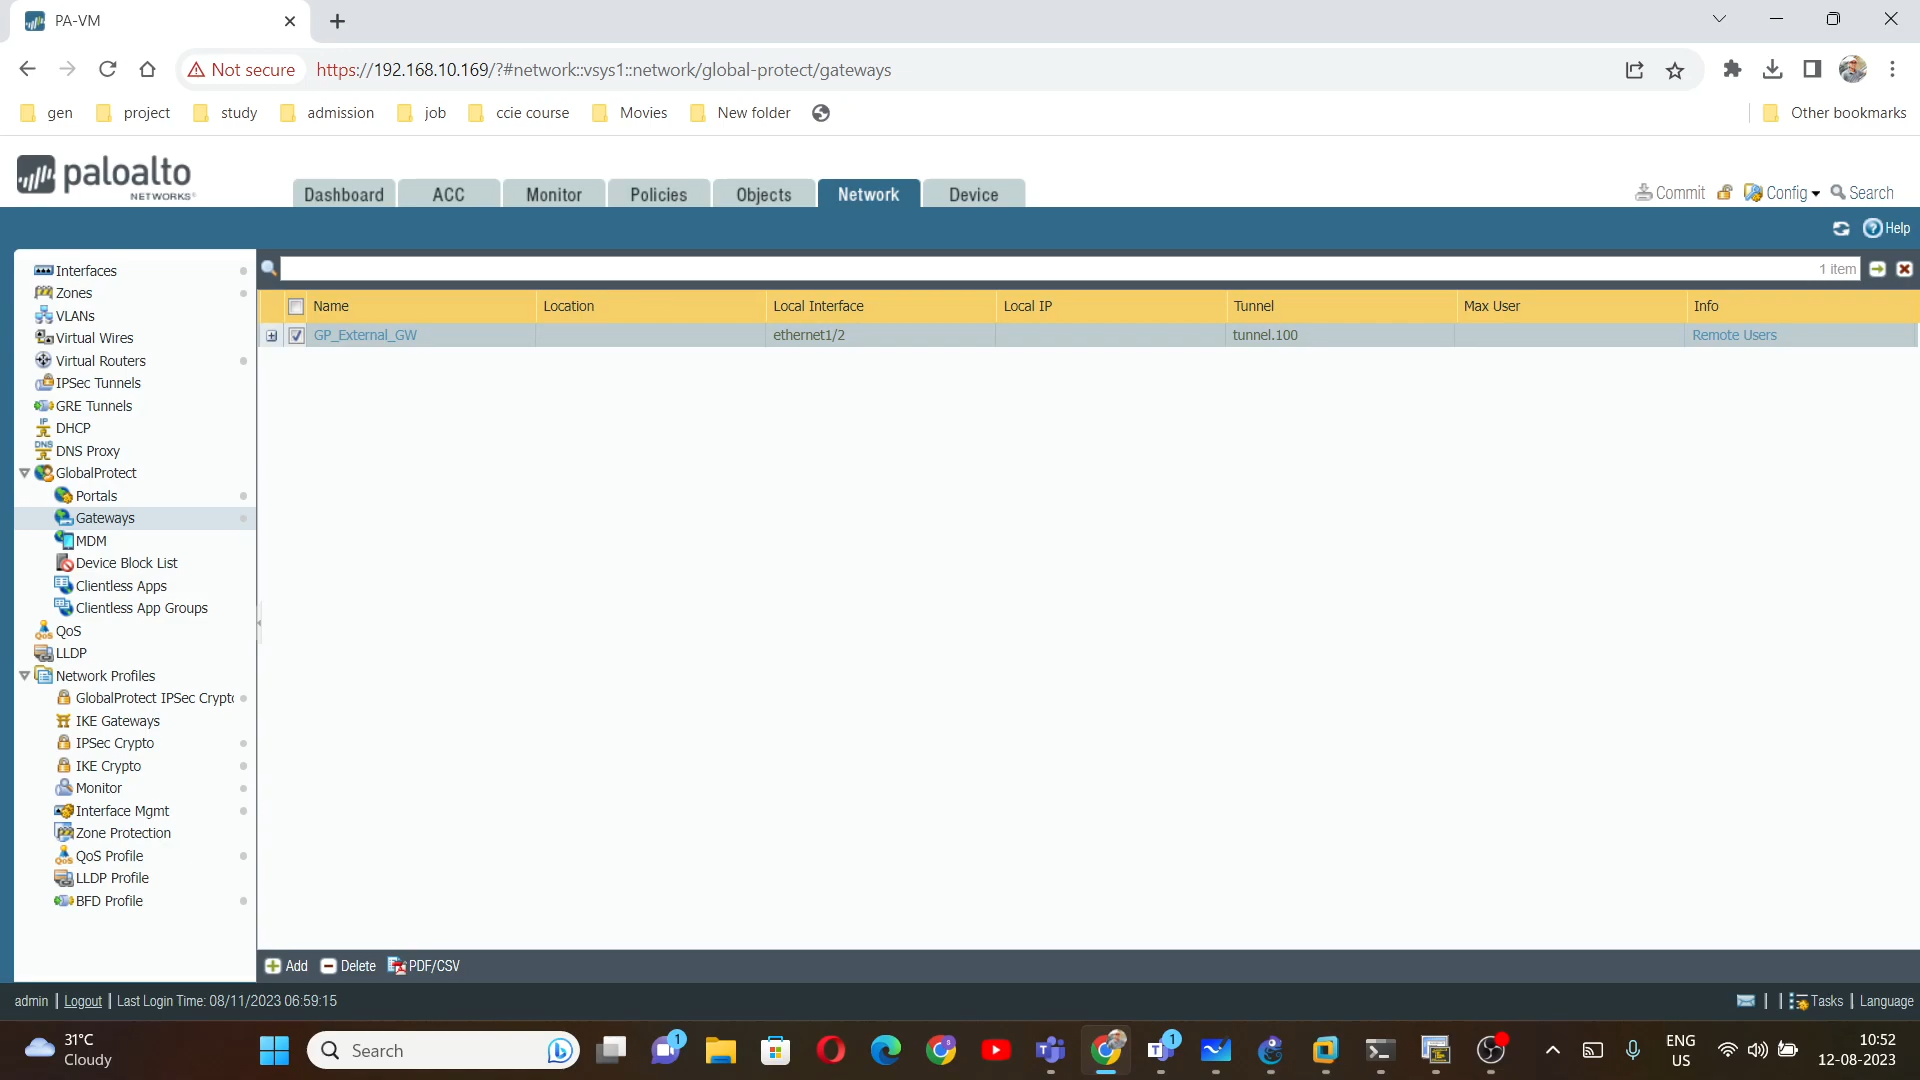 PA-VM
Not secure https://192.168.10.169/?#network::vsys1::network/global-protect/gateways
gen project study admission job ccie course Movies New folder Other bookmarks
paloalto
NETWORKS®
Dashboard ACC Monitor Policies Objects Network Device
Commit Config Search
Help
1 item
Interfaces
Zones
VLANs
Virtual Wires
Virtual Routers
IPSec Tunnels
GRE Tunnels
DHCP
DNS Proxy
GlobalProtect
Portals
Gateways
MDM
Device Block List
Clientless Apps
Clientless App Groups
QoS
LLDP
Network Profiles
GlobalProtect IPSec Crypto
IKE Gateways
IPSec Crypto
IKE Crypto
Monitor
Interface Mgmt
Zone Protection
QoS Profile
LLDP Profile
BFD Profile
Name Location Local Interface Local IP Tunnel Max User Info
GP_External_GW ethernet1/2 tunnel.100 Remote Users
Add Delete PDF/CSV
admin | Logout | Last Login Time: 08/11/2023 06:59:15
Tasks | Language
31°C
Cloudy
Search
1
1
ENG
US
10:52
12-08-2023